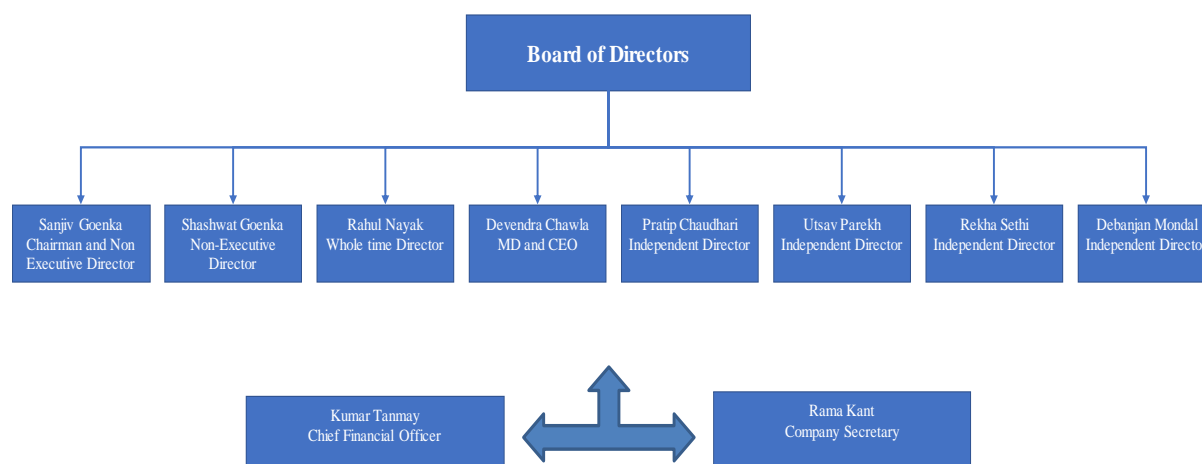 Board of Directors
Sanjiv Goenka
Chairman and Non
Executive Director
Shashwat Goenka
Non-Executive
Director
Rahul Nayak
Whole time Director
Devendra Chawla
MD and CEO
Pratip Chaudhari
Independent Director
Utsav Parekh
Independent Director
Rekha Sethi
Independent Director
Debanjan Mondal
Independent Director
Kumar Tanmay
Chief Financial Officer
Rama Kant
Company Secretary